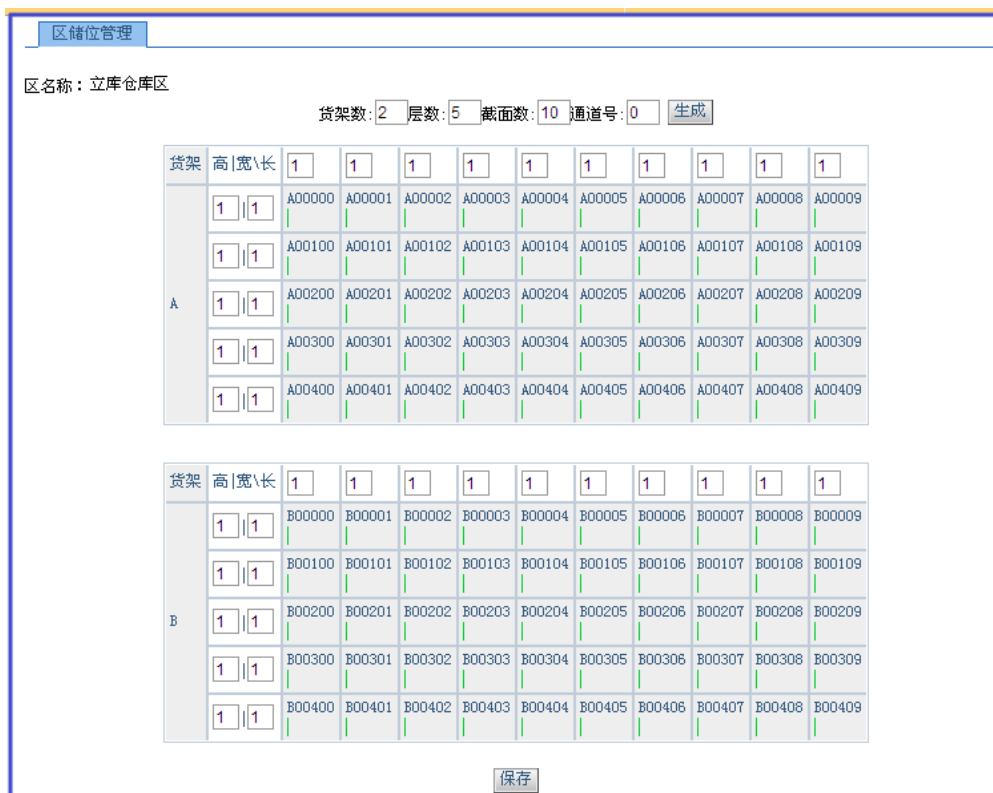 区储位管理
区名称：立库仓库区
货架数:2 层数:5 截面数:10 通道号:0 生成
货架 高|宽\长 1 1 1 1 1 1 1 1 1 1
1 |1 A00000 A00001 A00002 A00003 A00004 A00005 A00006 A00007 A00008 A00009
1 |1 A00100 A00101 A00102 A00103 A00104 A00105 A00106 A00107 A00108 A00109
A 1 |1 A00200 A00201 A00202 A00203 A00204 A00205 A00206 A00207 A00208 A00209
1 |1 A00300 A00301 A00302 A00303 A00304 A00305 A00306 A00307 A00308 A00309
1 |1 A00400 A00401 A00402 A00403 A00404 A00405 A00406 A00407 A00408 A00409
货架 高|宽\长 1 1 1 1 1 1 1 1 1 1
1 |1 B00000 B00001 B00002 B00003 B00004 B00005 B00006 B00007 B00008 B00009
1 |1 B00100 B00101 B00102 B00103 B00104 B00105 B00106 B00107 B00108 B00109
B 1 |1 B00200 B00201 B00202 B00203 B00204 B00205 B00206 B00207 B00208 B00209
1 |1 B00300 B00301 B00302 B00303 B00304 B00305 B00306 B00307 B00308 B00309
1 |1 B00400 B00401 B00402 B00403 B00404 B00405 B00406 B00407 B00408 B00409
保存